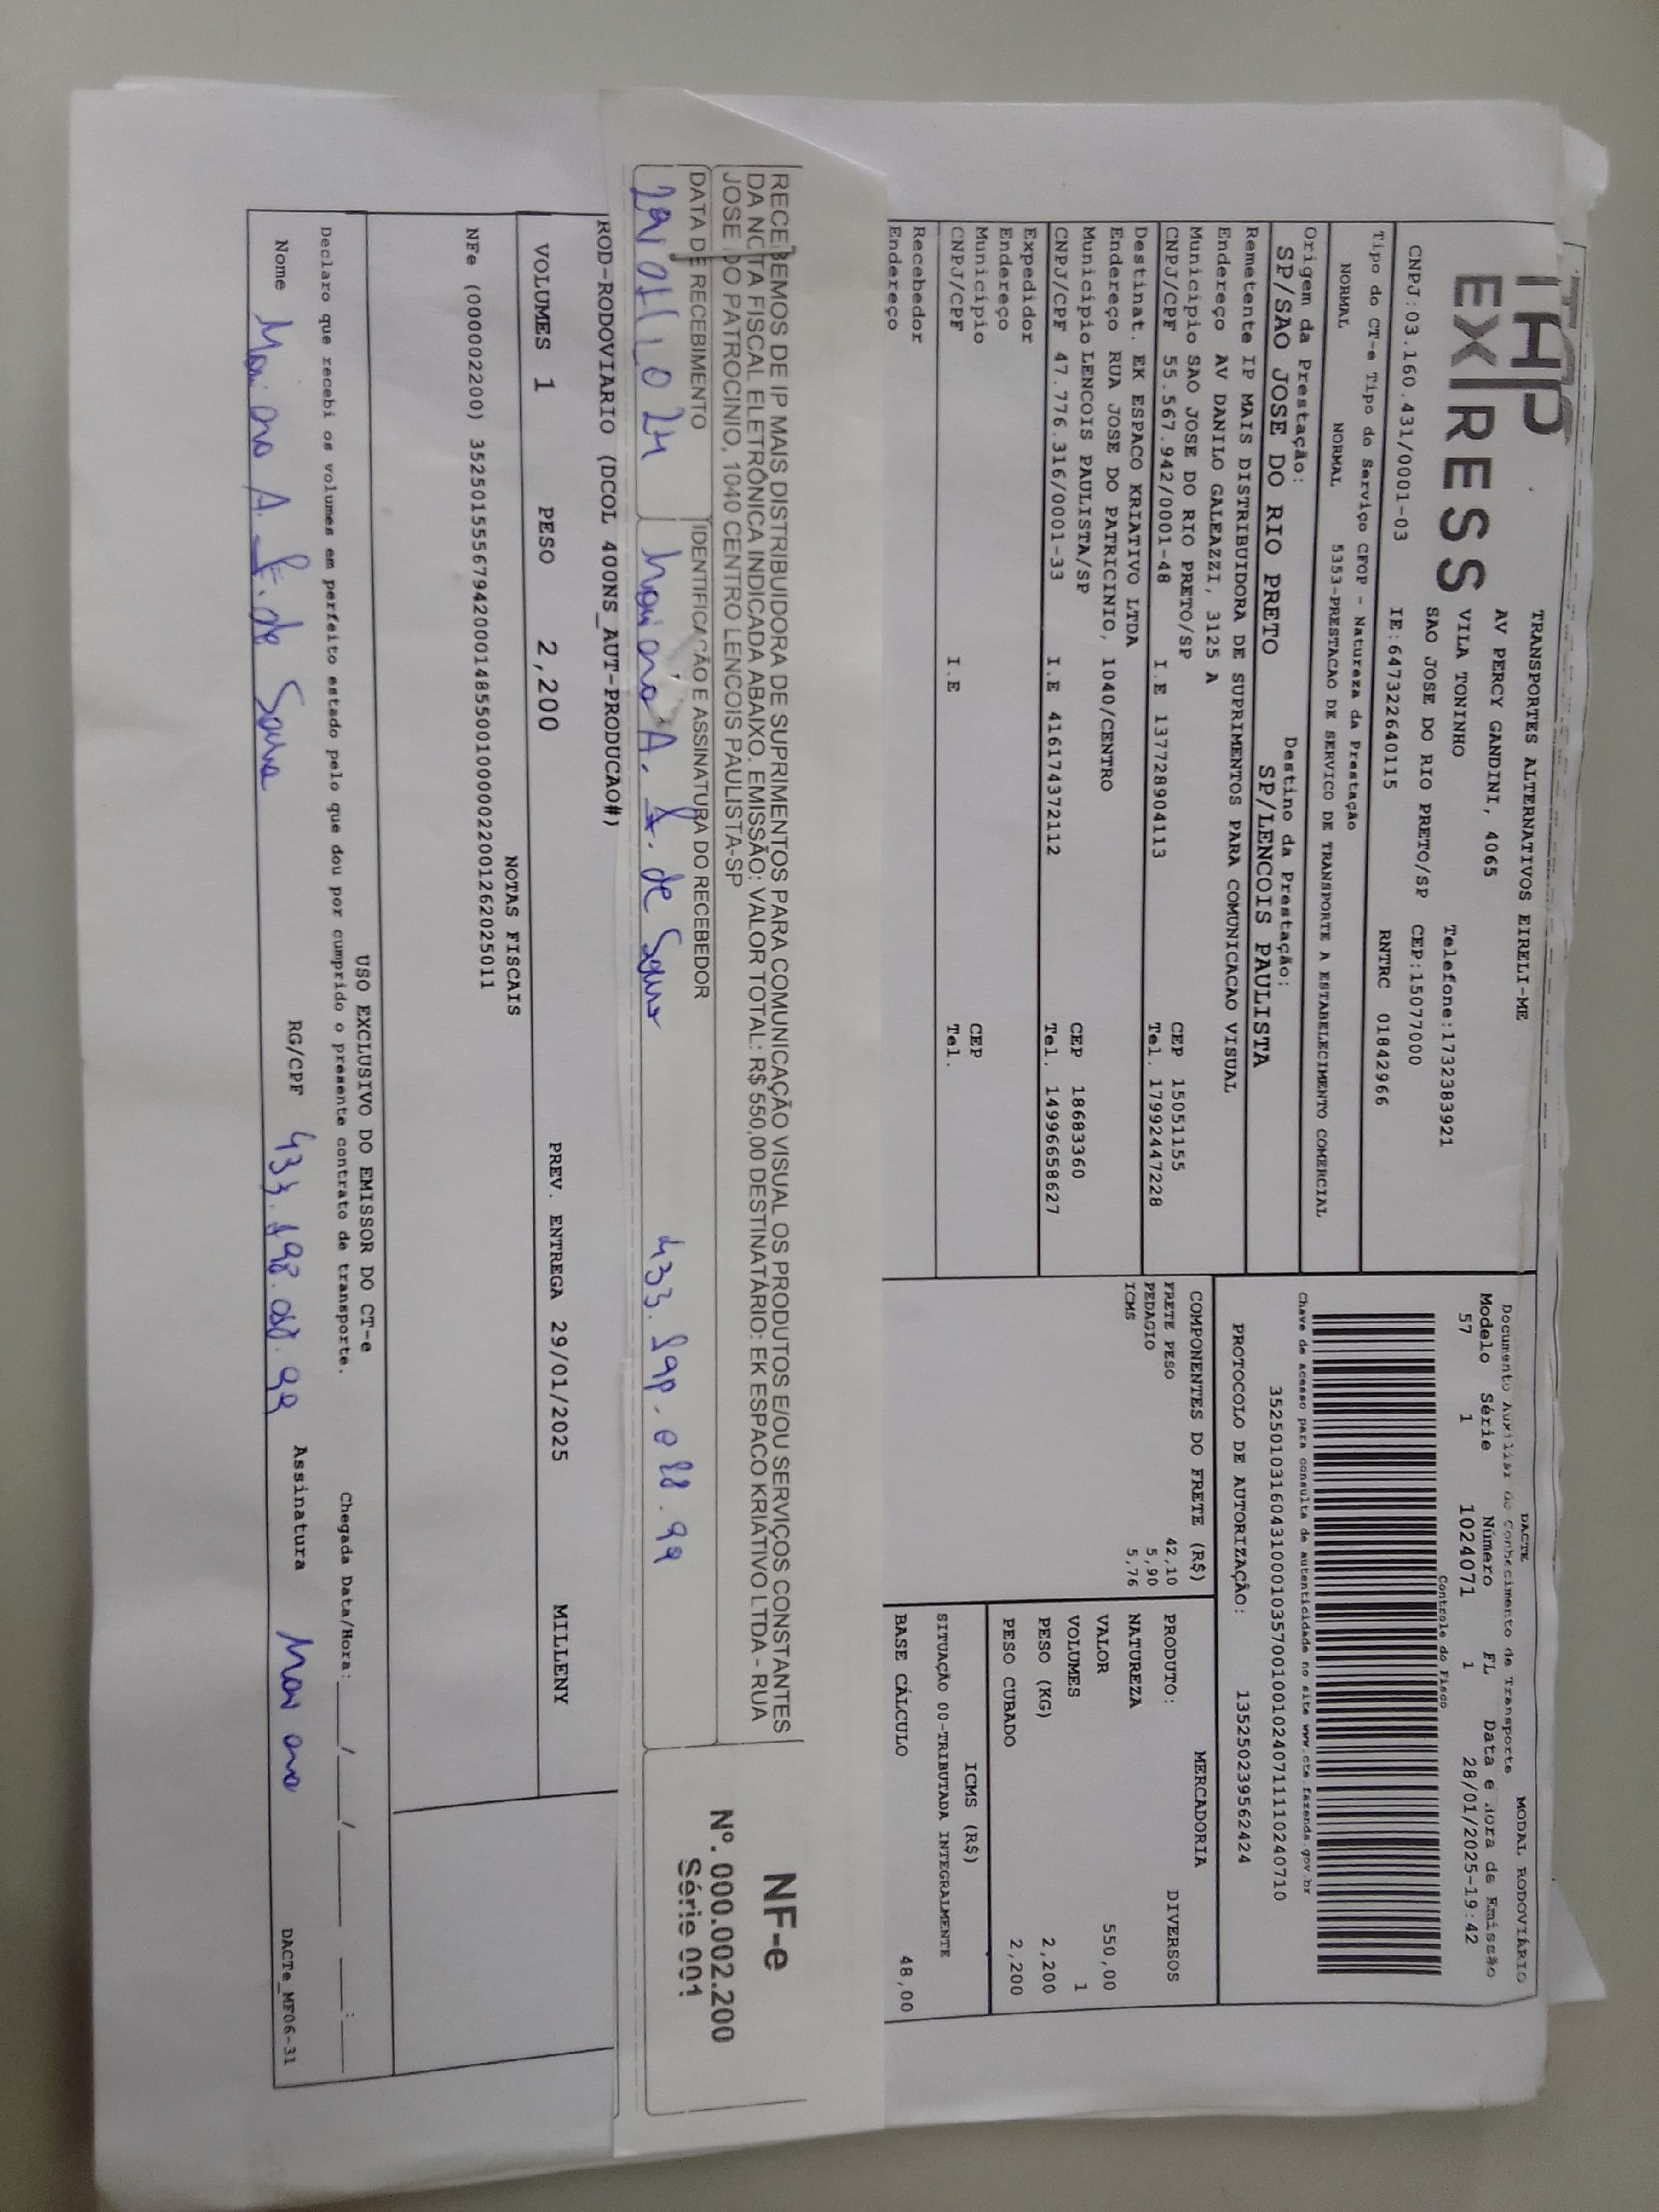 THP
EXPRESS
TRANSPORTES ALTERNATIVOS EIRELI-ME
AV PERCY GANDINI, 4065
VILA TONINHO
SAO JOSE DO RIO PRETO/SP
Telefone:1732383921
CEP:15077000
CNPJ:03.160.431/0001-03
IE:647322640115
RNTRC 01842966
DACTE
MODAL RODOVIÁRIO
Documento Auxiliar de Conhecimento de Transporte
Modelo Série Número FL Data e Hora de Emissão
57 1 1024071 1 28/01/2025-19:42
Controle do Fisco
Chave de acesso para consulta de autenticidade no site www.cte.fazenda.gov.br
35250103160431000103570010010240711110240710
PROTOCOLO DE AUTORIZAÇÃO: 135250239562424
Tipo do CT-e Tipo do Serviço CFOP - Natureza da Prestação
NORMAL NORMAL 5353-PRESTACAO DE SERVICO DE TRANSPORTE A ESTABELECIMENTO COMERCIAL
Origem da Prestação: Destino da Prestação:
SP/SAO JOSE DO RIO PRETO SP/LENCOIS PAULISTA
Remetente IP MAIS DISTRIBUIDORA DE SUPRIMENTOS PARA COMUNICACAO VISUAL
Endereço AV DANILO GALEAZZI, 3125 A
Município SAO JOSE DO RIO PRETO/SP CEP 15051155
CNPJ/CPF 55.567.942/0001-48 I.E 137728904113 Tel. 17992447228
Destinat. EK ESPACO KRIATIVO LTDA
Endereço RUA JOSE DO PATRICINIO, 1040/CENTRO
Município LENCOIS PAULISTA/SP CEP 18683360
CNPJ/CPF 47.776.316/0001-33 I.E 416174372112 Tel. 14996658627
Expedidor
Endereço
Município CEP
CNPJ/CPF I.E Tel.
Recebedor
Endereço
COMPONENTES DO FRETE (R$)
FRETE PESO 42,10
PEDAGIO 5,90
ICMS 5,76
MERCADORIA
PRODUTO: DIVERSOS
NATUREZA
VALOR 550,00
VOLUMES 1
PESO (KG) 2,200
PESO CUBADO 2,200
ICMS (R$)
SITUAÇÃO 00-TRIBUTADA INTEGRALMENTE
BASE CÁLCULO 48,00
RECEBEMOS DE IP MAIS DISTRIBUIDORA DE SUPRIMENTOS PARA COMUNICAÇÃO VISUAL OS PRODUTOS E/OU SERVIÇOS CONSTANTES
DA NOTA FISCAL ELETRÔNICA INDICADA ABAIXO. EMISSÃO: VALOR TOTAL: R$ 550,00 DESTINATÁRIO: EK ESPACO KRIATIVO LTDA - RUA
JOSE DO PATROCINIO, 1040 CENTRO LENCOIS PAULISTA-SP
DATA DE RECEBIMENTO IDENTIFICAÇÃO E ASSINATURA DO RECEBEDOR
Mariana A. F. de Sousa
NF-e
Nº. 000.002.200
Série 001
ROD-RODOVIARIO (DCOL 400NS_AUT-PRODUCAO#)
VOLUMES 1 PESO 2,200 PREV. ENTREGA 29/01/2025 MILLENY
NOTAS FISCAIS
NFe (000002200) 35250155567942000148550010000022001262025011
USO EXCLUSIVO DO EMISSOR DO CT-e
Declaro que recebi os volumes em perfeito estado pelo que dou por cumprido o presente contrato de transporte. Chegada Data/Hora: ___/___/______ ___:___
Nome Mariana A. F. de Sousa RG/CPF Assinatura Mariana
DACTe_MF06-31